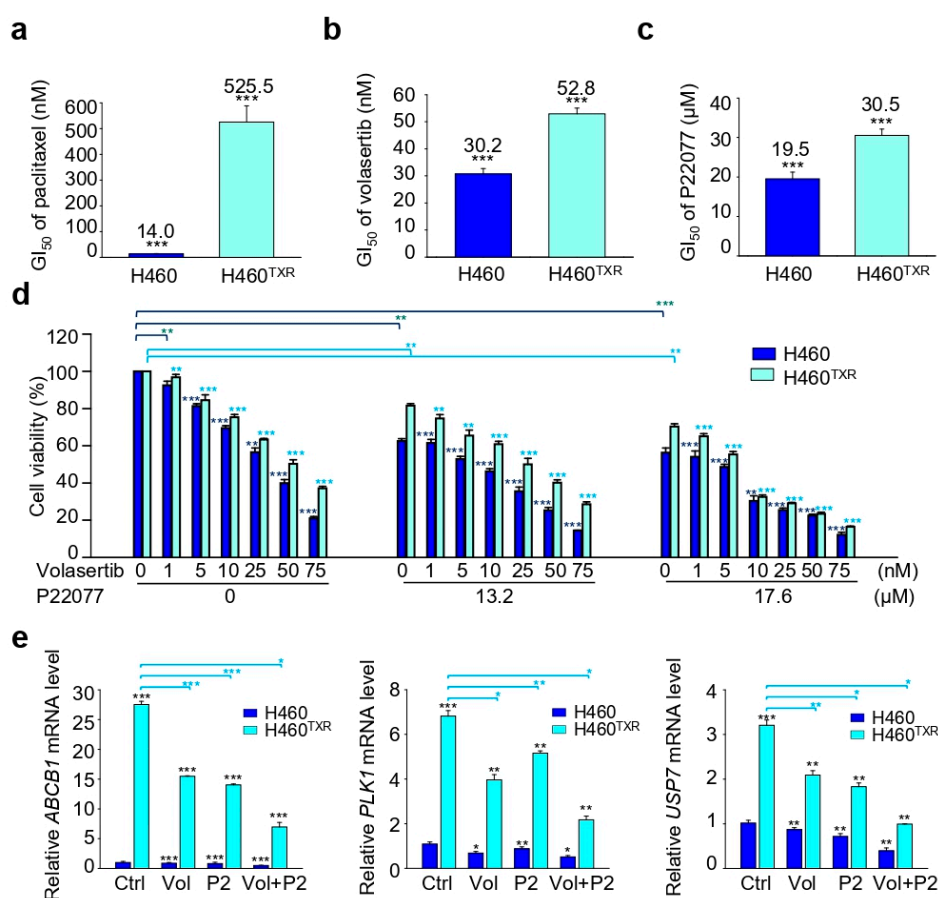 a
GI50 of paclitaxel (nM)
600
500
400
300
200
100
0
14.0
***
525.5
***
H460
H460TXR
b
GI50 of volasertib (nM)
60
50
40
30
20
10
0
30.2
***
52.8
***
H460
H460TXR
c
GI50 of P22077 (µM)
40
30
20
10
0
19.5
***
30.5
***
H460
H460TXR
d
***
**
**
**
**
Cell viability (%)
120
100
80
60
40
20
0
H460
H460TXR
** *** *** *** *** ***
*** *** ** *** ***
** ** *** *** *** ***
*** *** *** *** *** ***
*** *** *** *** *** ***
*** *** ** *** *** ***
Volasertib 0 1 5 10 25 50 75 0 1 5 10 25 50 75 0 1 5 10 25 50 75 (nM)
P22077 0 13.2 17.6 (µM)
e
Relative ABCB1 mRNA level
30
25
20
15
10
5
0
*
***
***
H460
H460TXR
***
*** ***
*** ***
*** ***
Ctrl Vol P2 Vol+P2
Relative PLK1 mRNA level
8
6
4
2
0
*
**
*
H460
H460TXR
***
* **
** **
* **
Ctrl Vol P2 Vol+P2
Relative USP7 mRNA level
4
3
2
1
0
*
*
**
H460
H460TXR
***
** **
** **
** **
Ctrl Vol P2 Vol+P2